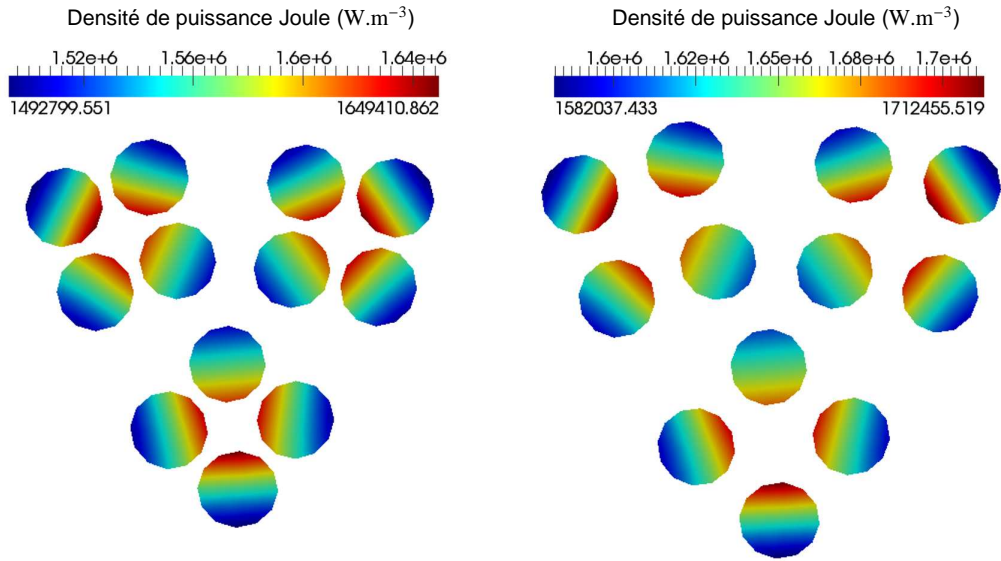 Densité de puissance Joule (W.m⁻³)
1.52e+6 1.56e+6 1.6e+6 1.64e+6
1492799.551 1649410.862
Densité de puissance Joule (W.m⁻³)
1.6e+6 1.62e+6 1.65e+6 1.68e+6 1.7e+6
1582037.433 1712455.519